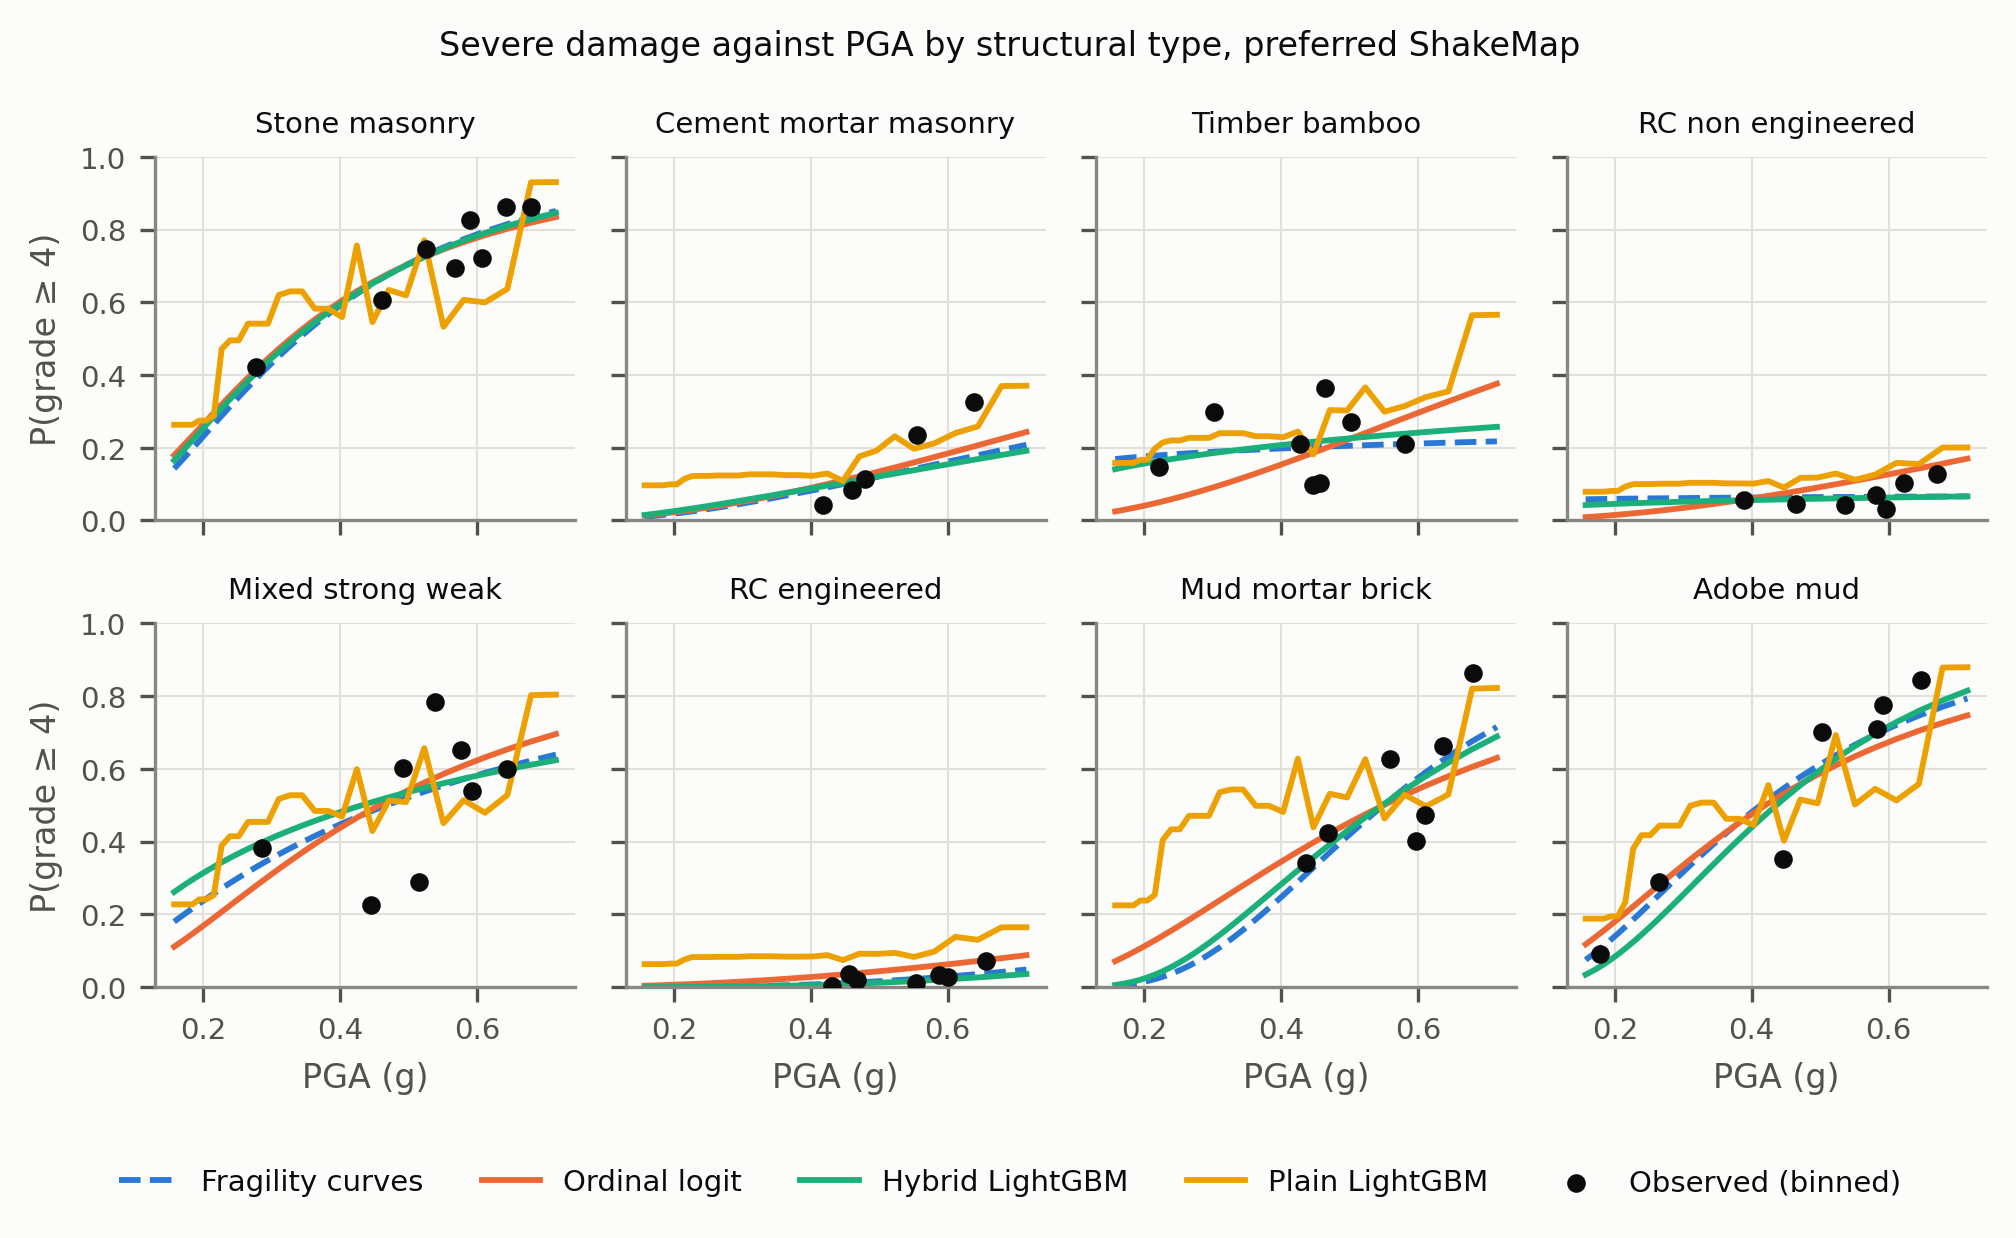 Severe damage against PGA by structural type, preferred ShakeMap
Stone masonry
Cement mortar masonry
Timber bamboo
RC non engineered
P(grade ≥ 4)
1.0
0.8
0.6
0.4
0.2
0.0
Mixed strong weak
RC engineered
Mud mortar brick
Adobe mud
P(grade ≥ 4)
1.0
0.8
0.6
0.4
0.2
0.0
0.2 0.4 0.6
0.2 0.4 0.6
0.2 0.4 0.6
0.2 0.4 0.6
PGA (g)
PGA (g)
PGA (g)
PGA (g)
Fragility curves
Ordinal logit
Hybrid LightGBM
Plain LightGBM
Observed (binned)